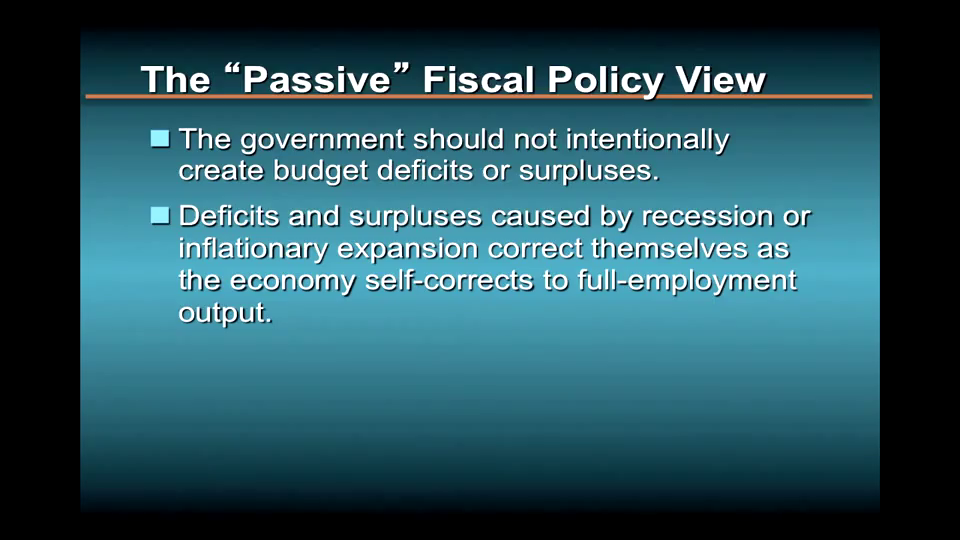 The “Passive” Fiscal Policy View
The government should not intentionally
create budget deficits or surpluses.
Deficits and surpluses caused by recession or
inflationary expansion correct themselves as
the economy self-corrects to full-employment
output.